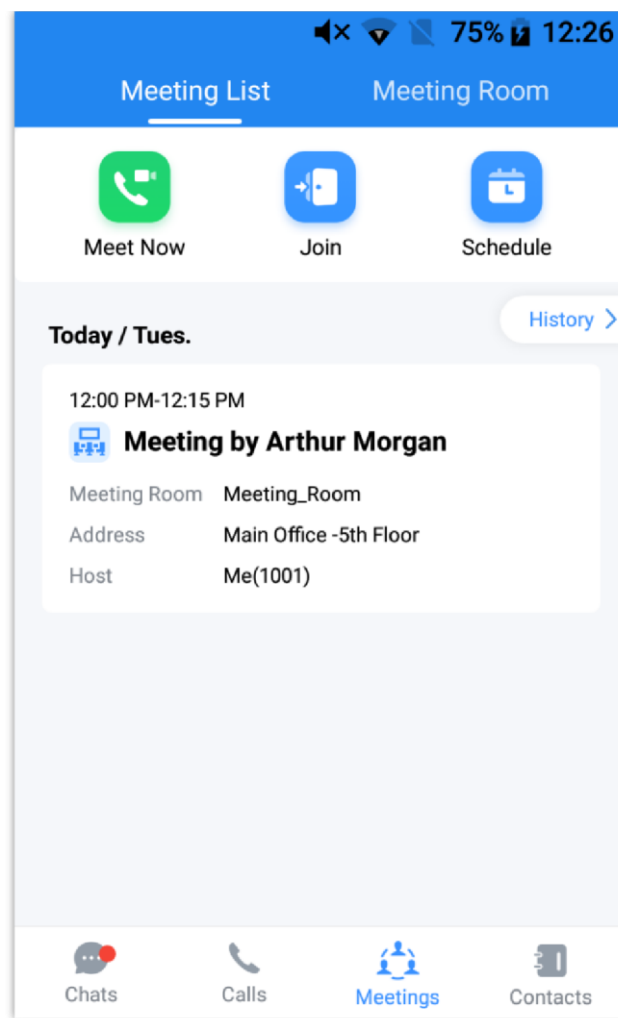 75% 12:26
Meeting List Meeting Room
Meet Now Join Schedule
History
Today / Tues.
12:00 PM-12:15 PM
Meeting by Arthur Morgan
Meeting Room Meeting_Room
Address Main Office -5th Floor
Host Me(1001)
Chats Calls Meetings Contacts